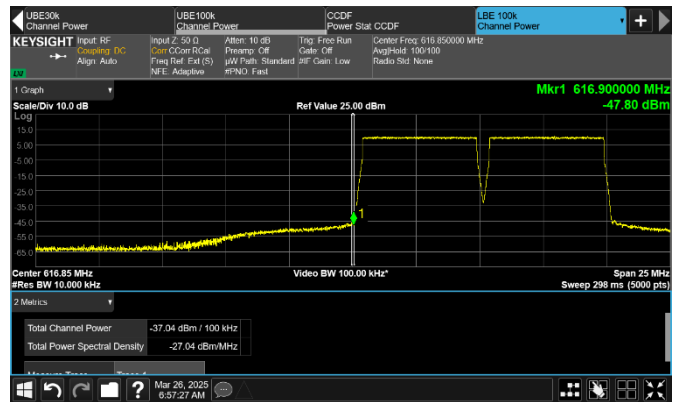 UBE30k
Channel Power
UBE100k
Channel Power
CCDF
Power Stat CCDF
LBE 100k
Channel Power
KEYSIGHT
Input: RF
Coupling: DC
Align: Auto
Input Z: 50 Ω
Corr CCorr RCal
Freq Ref: Ext (S)
NFE: Adaptive
Atten: 10 dB
Preamp: Off
µW Path: Standard
#PNO: Fast
Trig: Free Run
Gate: Off
#IF Gain: Low
Center Freq: 616.850000 MHz
Avg|Hold: 100/100
Radio Std: None
LXI
1 Graph
Mkr1 616.900000 MHz
Scale/Div 10.0 dB
Ref Value 25.00 dBm
-47.80 dBm
Log
15.0
5.00
-5.00
-15.0
-25.0
-35.0
-45.0
-55.0
-65.0
1
Center 616.85 MHz
Video BW 100.00 kHz*
Span 25 MHz
#Res BW 10.000 kHz
Sweep 298 ms (5000 pts)
2 Metrics
Total Channel Power -37.04 dBm / 100 kHz
Total Power Spectral Density -27.04 dBm/MHz
Mar 26, 2025
6:57:27 AM